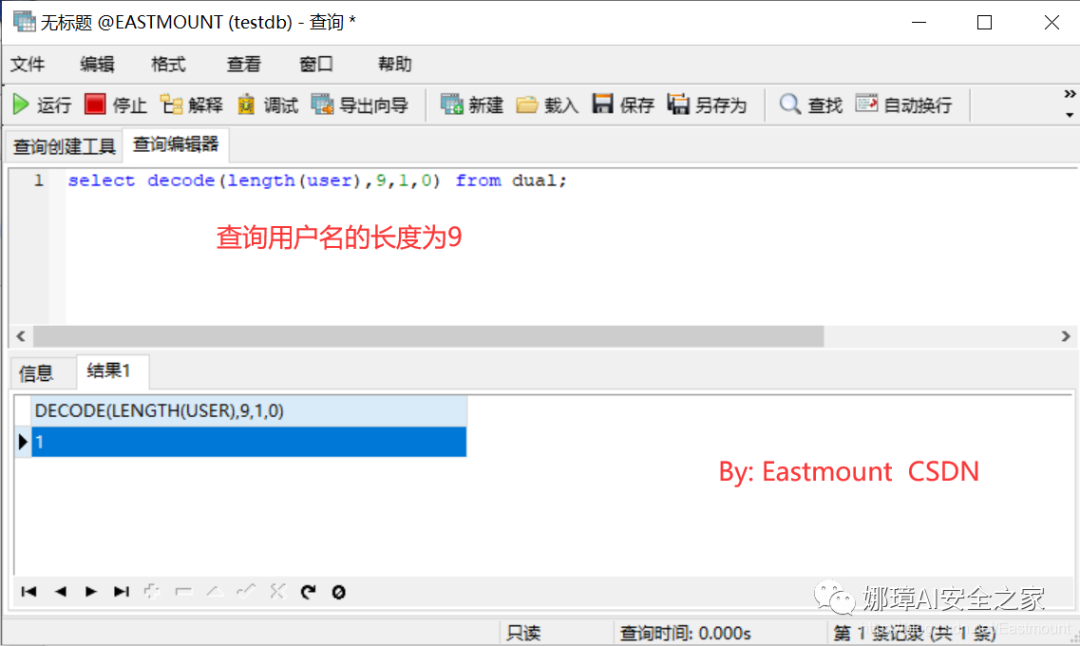 无标题 @EASTMOUNT (testdb) - 查询 *
文件 编辑 格式 查看 窗口 帮助
运行 停止 解释 调试 导出向导 新建 载入 保存 另存为 查找 自动换行 »
查询创建工具 查询编辑器
1 select decode(length(user),9,1,0) from dual;
查询用户名的长度为9
信息 结果1
DECODE(LENGTH(USER),9,1,0)
1
By: Eastmount CSDN
娜璋AI安全之家
只读 查询时间: 0.000s 第 1 条记录 (共 1 条)